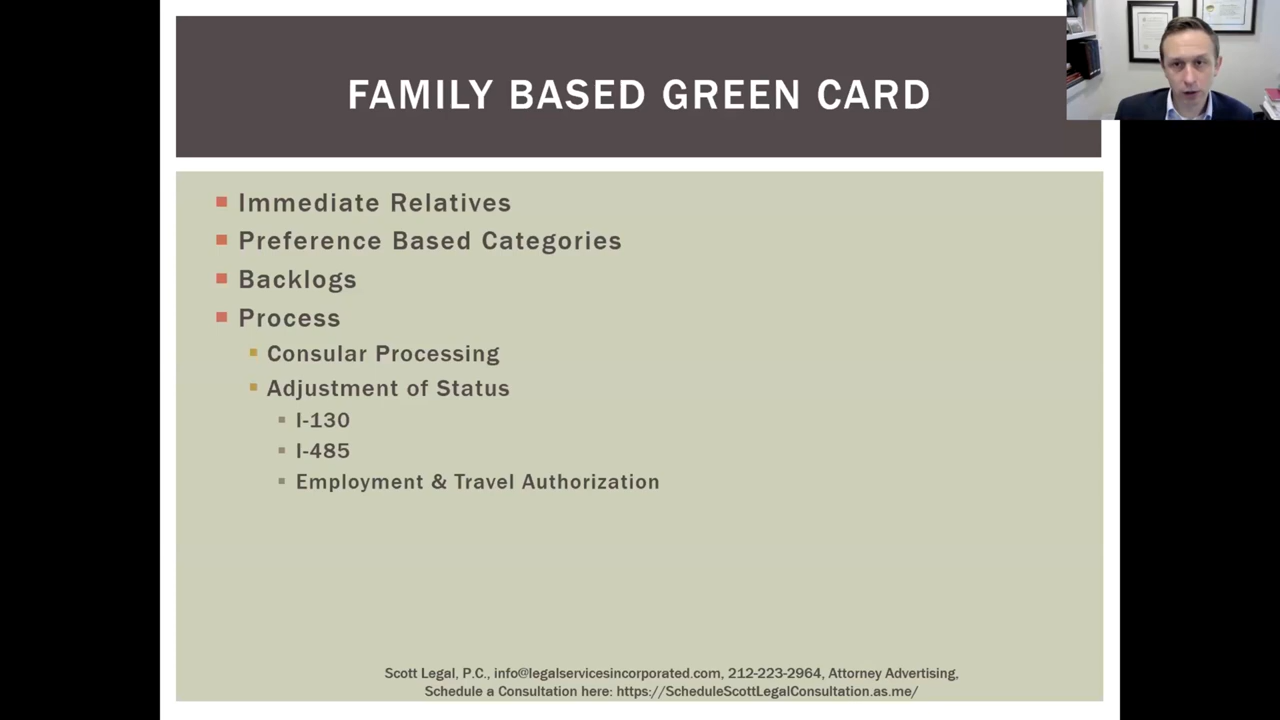 FAMILY BASED GREEN CARD
Immediate Relatives
Preference Based Categories
Backlogs
Process
Consular Processing
Adjustment of Status
I-130
I-485
Employment & Travel Authorization
Scott Legal, P.C., info@legalservicesincorporated.com, 212-223-2964, Attorney Advertising,
Schedule a Consultation here: https://ScheduleScottLegalConsultation.as.me/